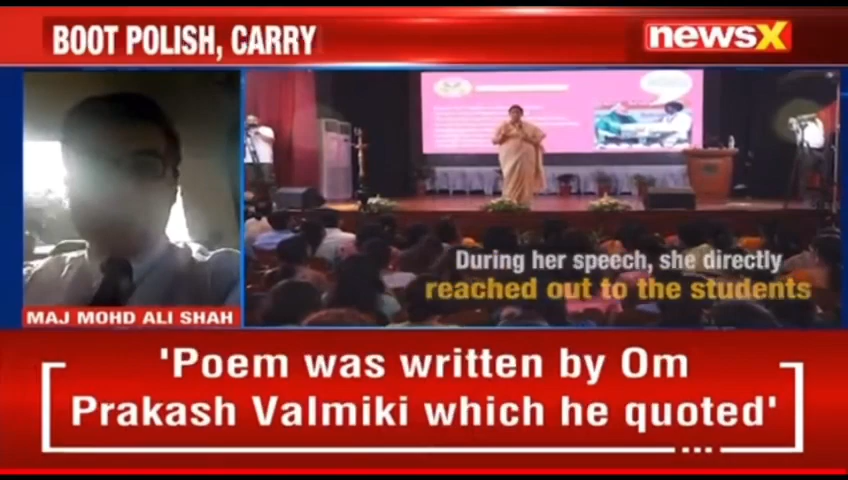 BOOT POLISH, CARRY
newsX
MAJ MOHD ALI SHAH
During her speech, she directly
reached out to the students
'Poem was written by Om
Prakash Valmiki which he quoted'